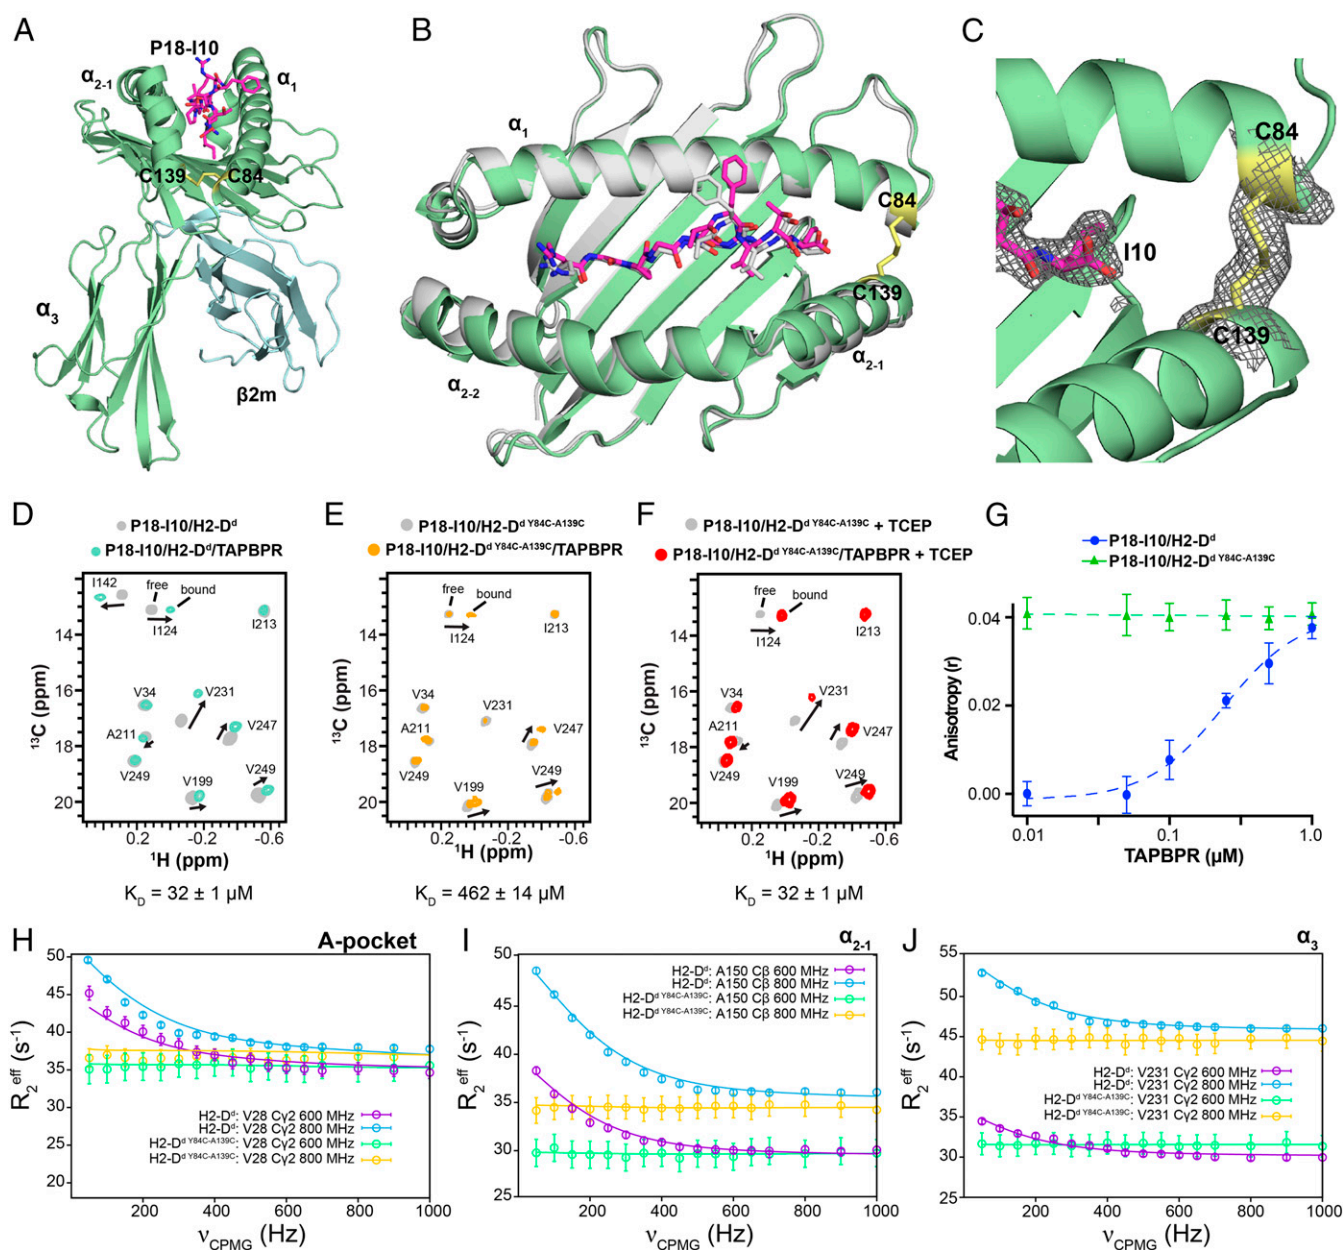 A
P18-I10
α2-1
α1
C139
C84
α3
β2m
B
α1
C84
C139
α2-2
α2-1
C
C84
I10
C139
D
P18-I10/H2-Dd
P18-I10/H2-Dd/TAPBPR
I142
free
bound
I124
I213
V34
V231
A211
V247
V249
V199
V249
14
16
18
20
13C (ppm)
0.2 -0.2 -0.6
1H (ppm)
KD = 32 ± 1 μM
E
P18-I10/H2-Dd Y84C-A139C
P18-I10/H2-Dd Y84C-A139C/TAPBPR
free
bound
I124
I213
V34
V231
A211
V247
V249
V249
V199
14
16
18
20
13C (ppm)
0.2 -0.2 -0.6
1H (ppm)
KD = 462 ± 14 μM
F
P18-I10/H2-Dd Y84C-A139C + TCEP
P18-I10/H2-Dd Y84C-A139C/TAPBPR + TCEP
free
bound
I124
I213
V34
V231
A211
V247
V249
V199
V249
14
16
18
20
13C (ppm)
0.2 -0.2 -0.6
1H (ppm)
KD = 32 ± 1 μM
G
P18-I10/H2-Dd
P18-I10/H2-Dd Y84C-A139C
0.04
0.02
0.00
Anisotropy (r)
0.01 0.1 1.0
TAPBPR (μM)
H
A-pocket
50
45
40
35
30
25
20
R2eff (s-1)
H2-Dd: V28 Cγ2 600 MHz
H2-Dd: V28 Cγ2 800 MHz
H2-Dd Y84C-A139C: V28 Cγ2 600 MHz
H2-Dd Y84C-A139C: V28 Cγ2 800 MHz
200 400 600 800 1000
νCPMG (Hz)
I
α2-1
50
45
40
35
30
25
R2eff (s-1)
H2-Dd: A150 Cβ 600 MHz
H2-Dd: A150 Cβ 800 MHz
H2-Dd Y84C-A139C: A150 Cβ 600 MHz
H2-Dd Y84C-A139C: A150 Cβ 800 MHz
200 400 600 800 1000
νCPMG (Hz)
J
α3
55
50
45
40
35
30
25
R2eff (s-1)
H2-Dd: V231 Cγ2 600 MHz
H2-Dd: V231 Cγ2 800 MHz
H2-Dd Y84C-A139C: V231 Cγ2 600 MHz
H2-Dd Y84C-A139C: V231 Cγ2 800 MHz
200 400 600 800 1000
νCPMG (Hz)